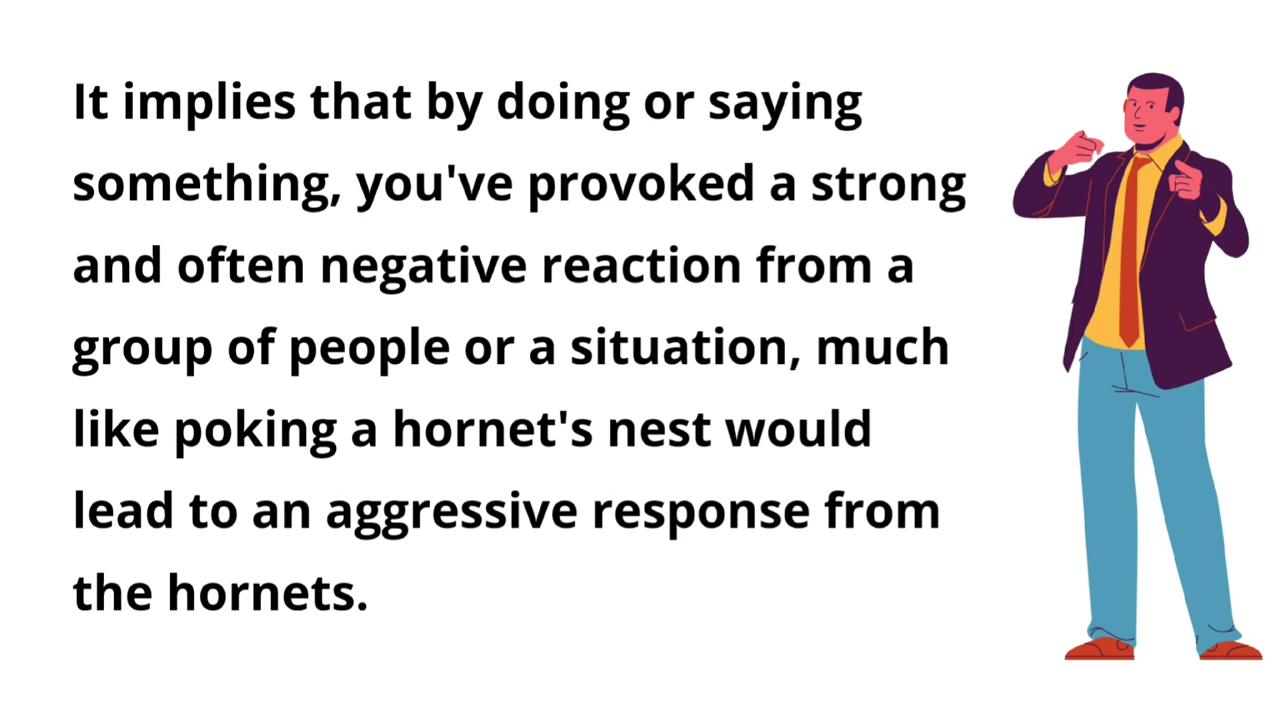 It implies that by doing or saying
something, you've provoked a strong
and often negative reaction from a
group of people or a situation, much
like poking a hornet's nest would
lead to an aggressive response from
the hornets.